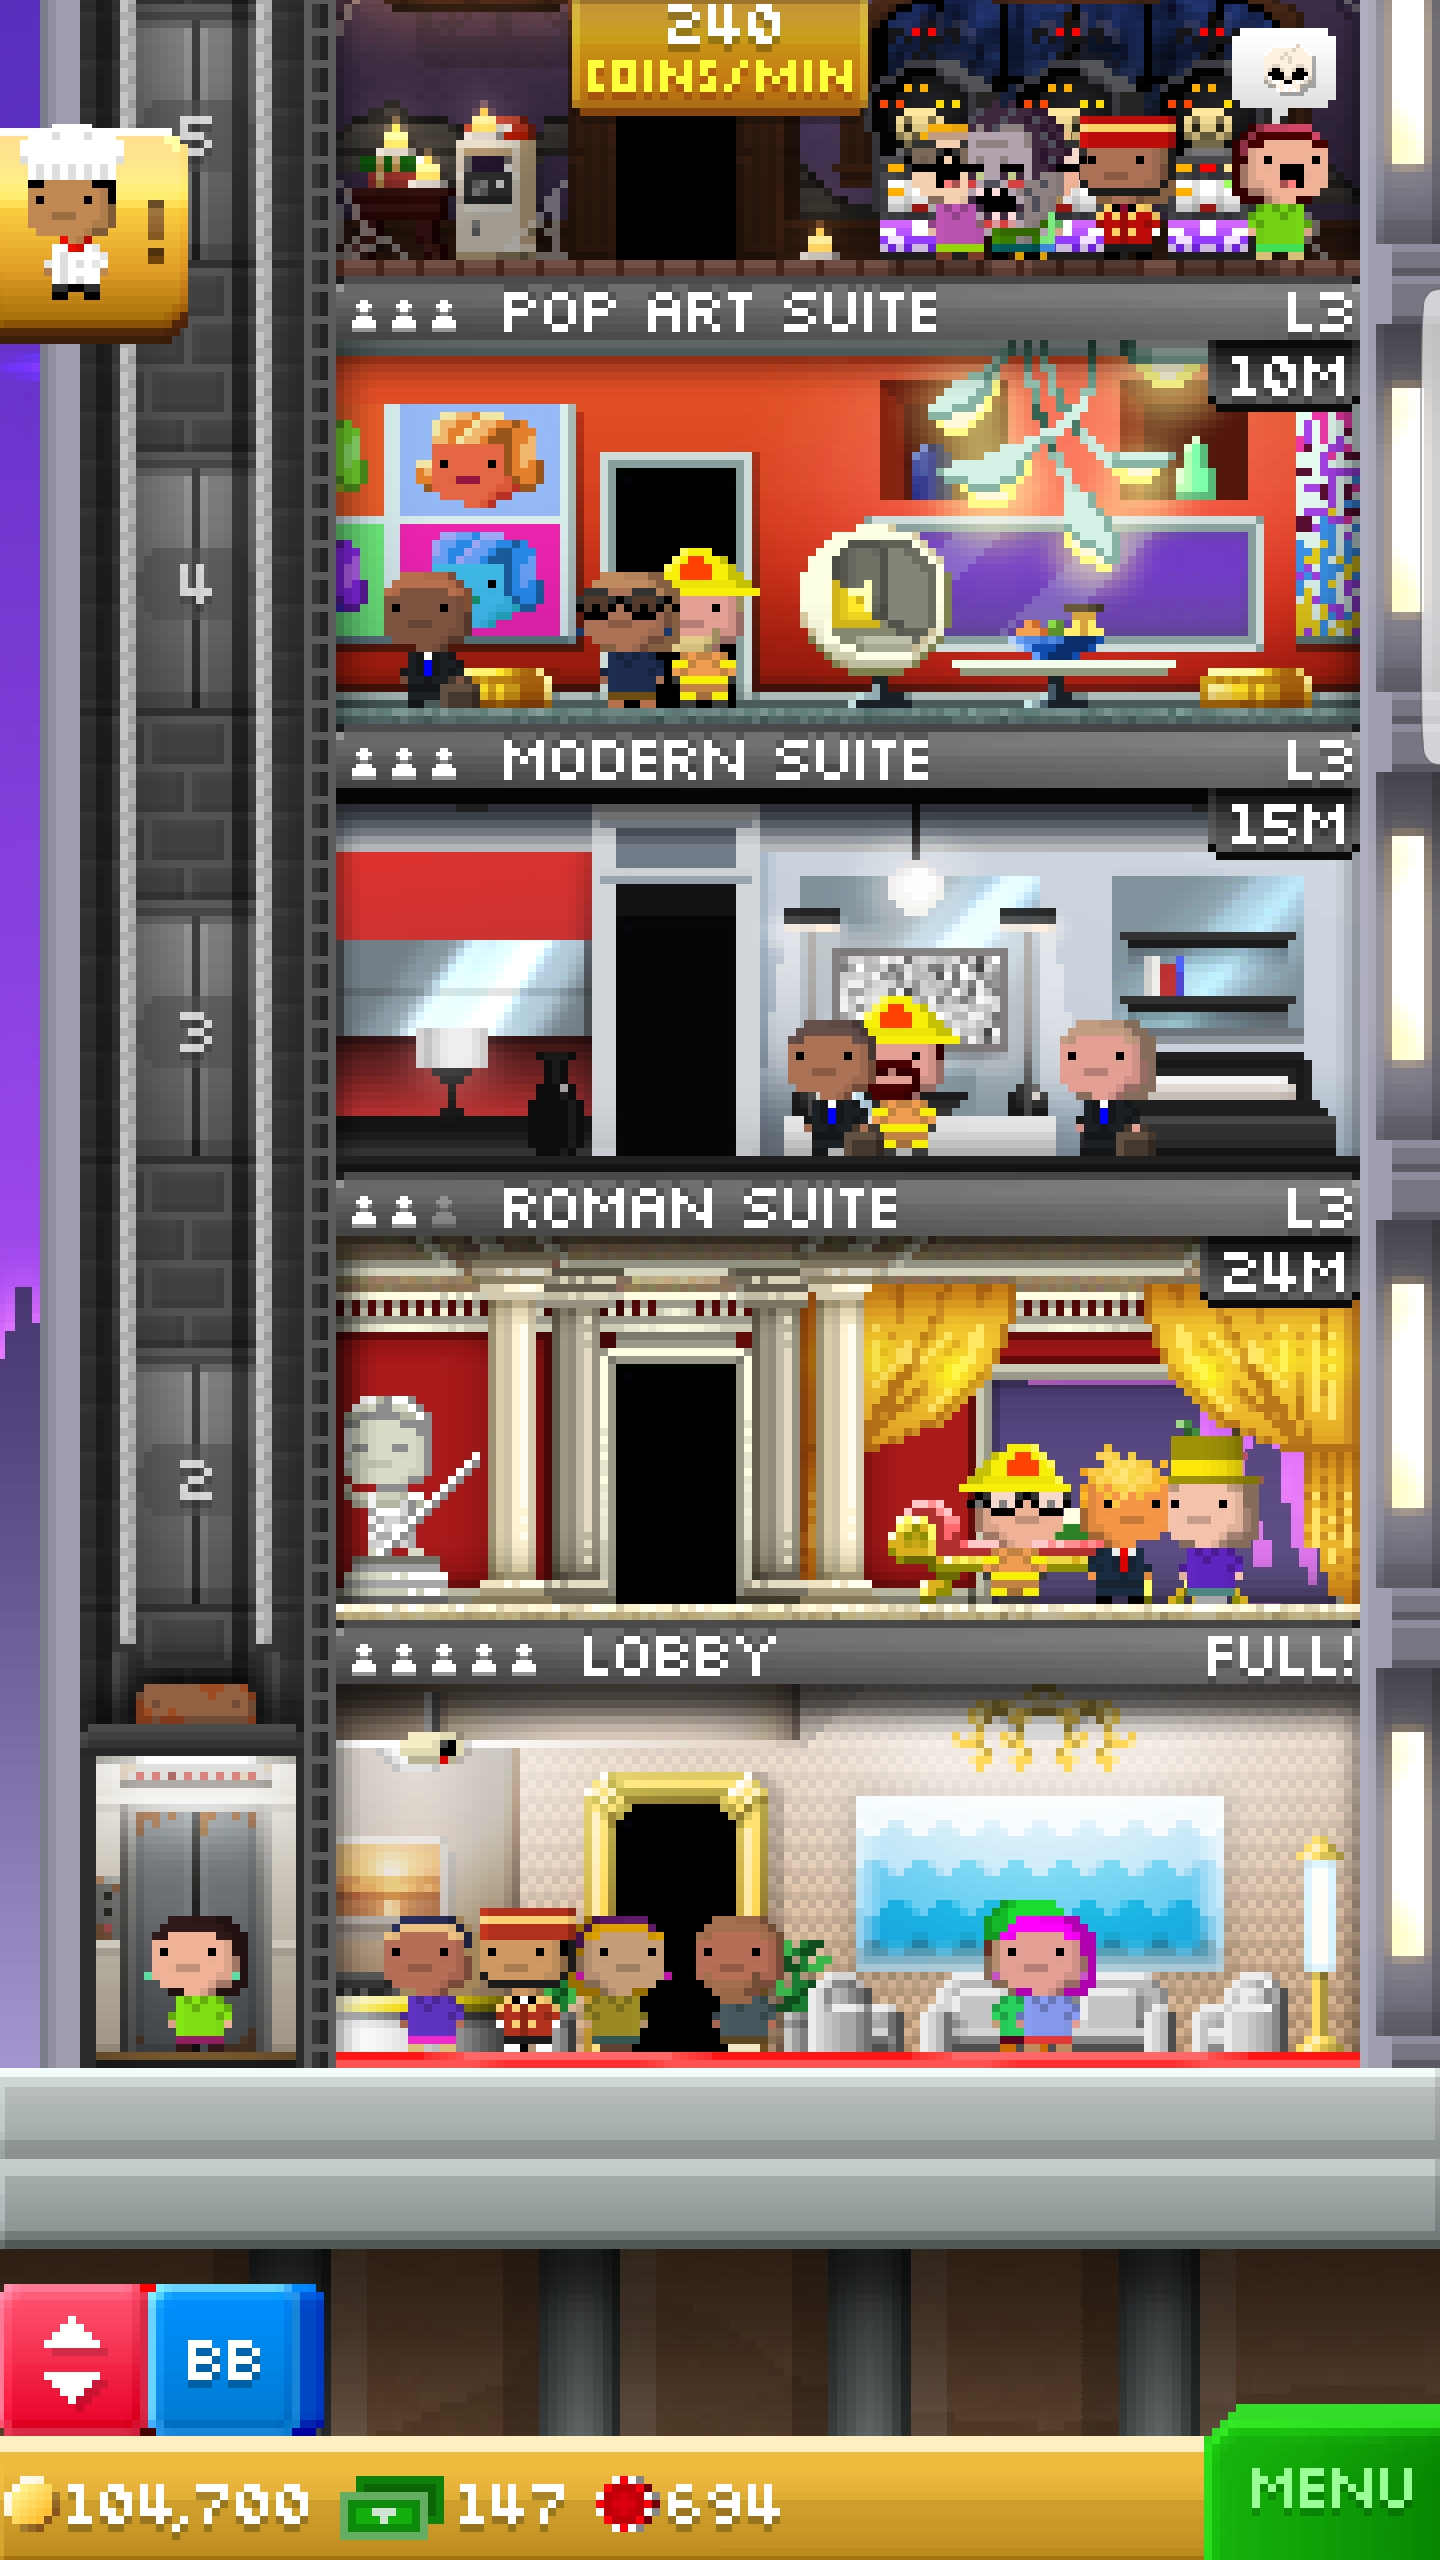 240
COINS/MIN
5
!
POP ART SUITE L3
10M
4
MODERN SUITE L3
15M
3
ROMAN SUITE L3
24M
2
LOBBY FULL!
BB
104,700 147 694
MENU